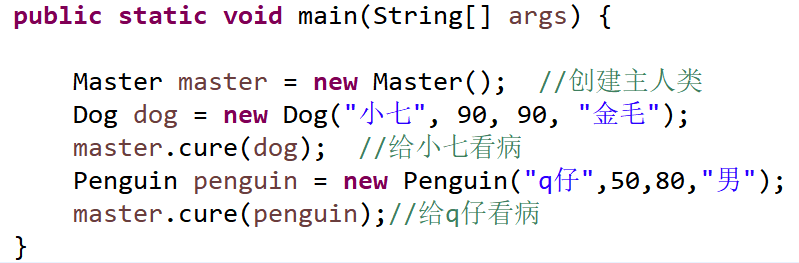 public static void main(String[] args) {
Master master = new Master();  //创建主人类
Dog dog = new Dog("小七", 90, 90, "金毛");
master.cure(dog);  //给小七看病
Penguin penguin = new Penguin("q仔",50,80,"男");
master.cure(penguin);//给q仔看病
}